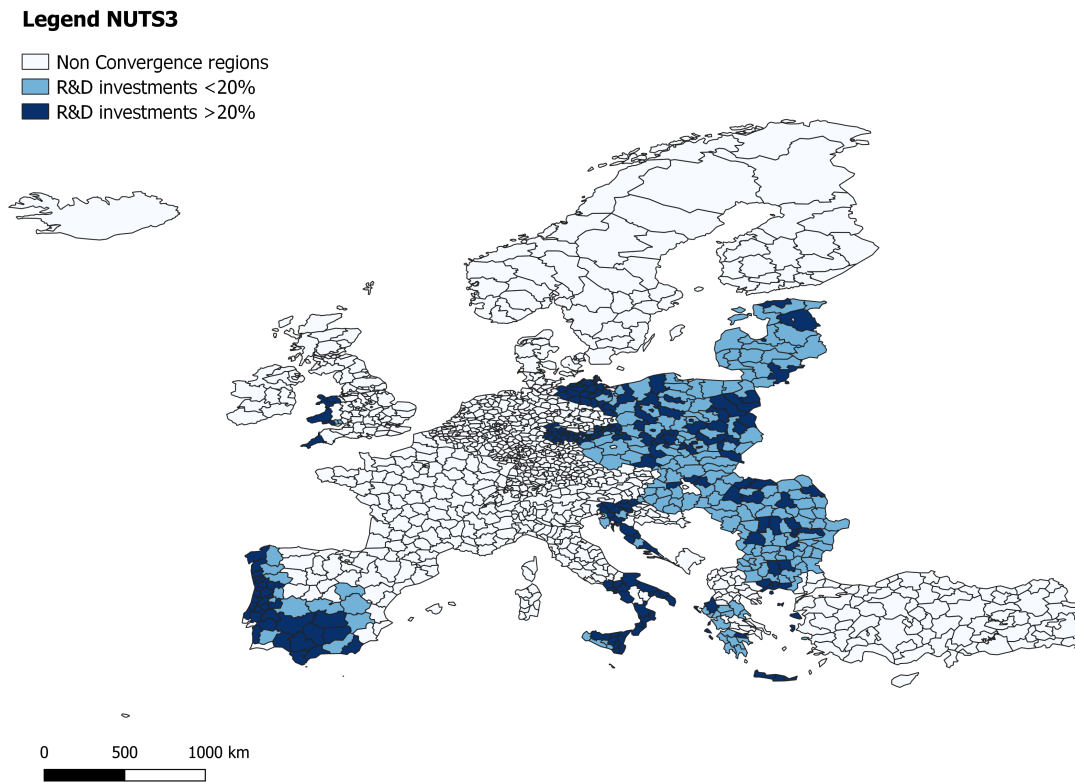 Legend NUTS3
Non Convergence regions
R&D investments <20%
R&D investments >20%
0 500 1000 km